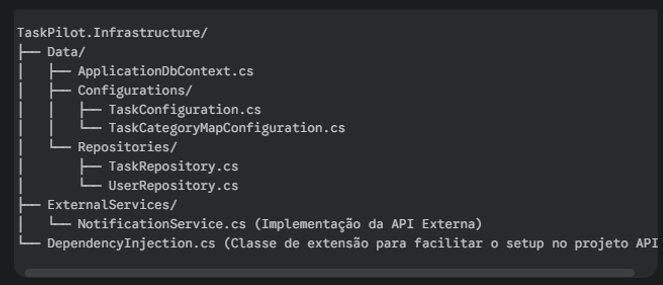 TaskPilot.Infrastructure/
├── Data/
│   ├── ApplicationDbContext.cs
│   ├── Configurations/
│   │   ├── TaskConfiguration.cs
│   │   └── TaskCategoryMapConfiguration.cs
│   └── Repositories/
│       ├── TaskRepository.cs
│       └── UserRepository.cs
├── ExternalServices/
│   └── NotificationService.cs (Implementação da API Externa)
└── DependencyInjection.cs (Classe de extensão para facilitar o setup no projeto API